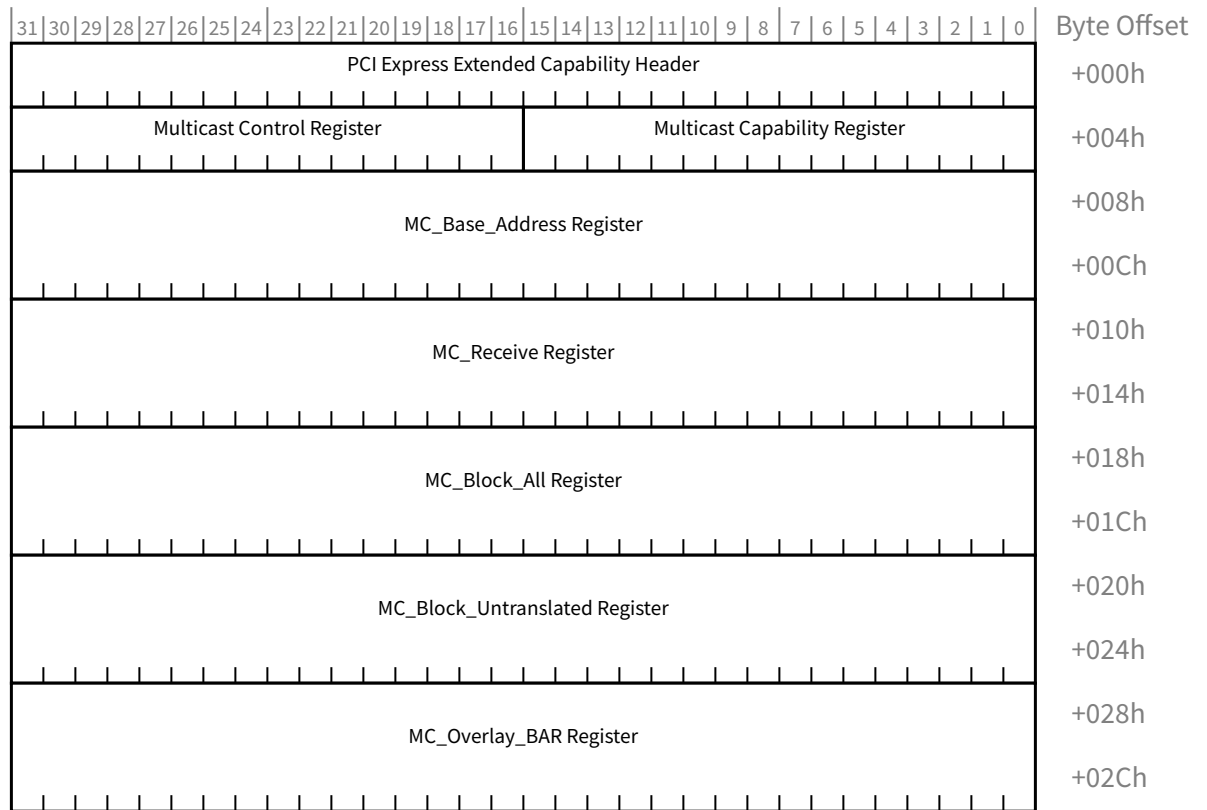 31 30 29 28 27 26 25 24 23 22 21 20 19 18 17 16 15 14 13 12 11 10 9 8 7 6 5 4 3 2 1 0 Byte Offset
PCI Express Extended Capability Header +000h
Multicast Control Register Multicast Capability Register +004h
+008h
MC_Base_Address Register
+00Ch
+010h
MC_Receive Register
+014h
+018h
MC_Block_All Register
+01Ch
+020h
MC_Block_Untranslated Register
+024h
+028h
MC_Overlay_BAR Register
+02Ch